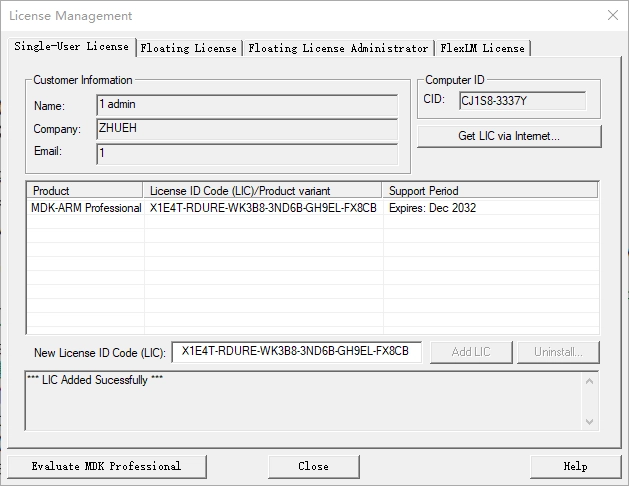 License Management
Single-User License
Floating License
Floating License Administrator
FlexLM License
Customer Information
Name: 1 admin
Company: ZHUEH
Email: 1
Computer ID
CID: CJ1S8-3337Y
Get LIC via Internet...
Product License ID Code (LIC)/Product variant Support Period
MDK-ARM Professional X1E4T-RDURE-WK3B8-3ND6B-GH9EL-FX8CB Expires: Dec 2032
New License ID Code (LIC): X1E4T-RDURE-WK3B8-3ND6B-GH9EL-FX8CB Add LIC Uninstall...
*** LIC Added Sucessfully ***
Evaluate MDK Professional Close Help